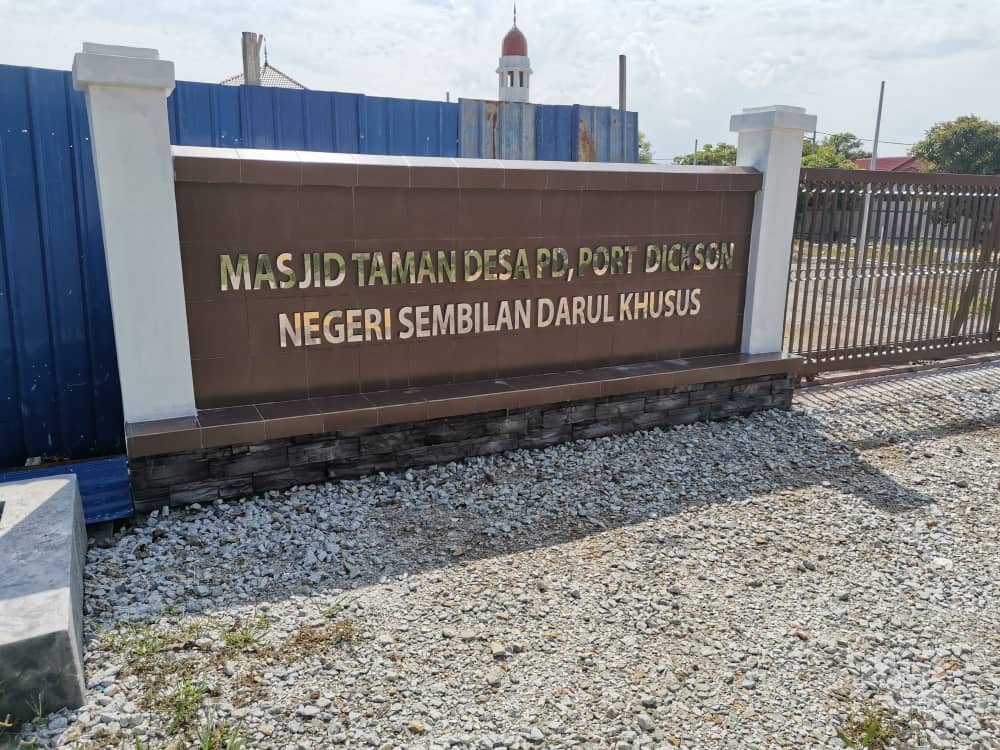 MASJID TAMAN DESA PD, PORT DICKSON
NEGERI SEMBILAN DARUL KHUSUS